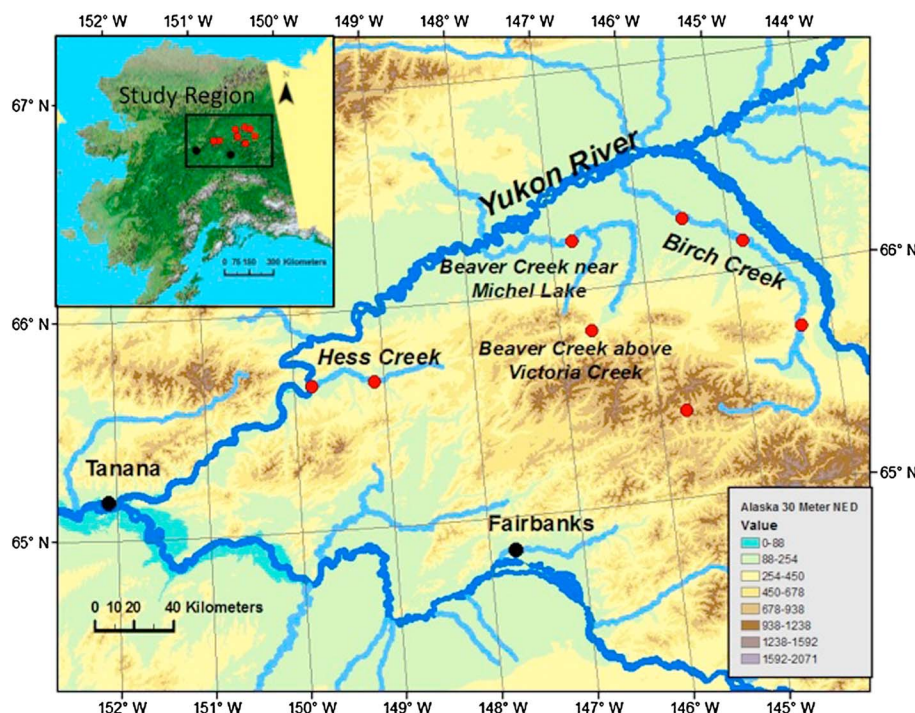 152°W 151°W 150°W 149°W 148°W 147°W 146°W 145°W 144°W
Study Region
N
0 75 150 300 Kilometers
67°N
66°N
65°N
66°N
65°N
Yukon River
Birch Creek
Beaver Creek near
Michel Lake
Hess Creek
Beaver Creek above
Victoria Creek
Tanana
Fairbanks
0 10 20 40 Kilometers
Alaska 30 Meter NED
Value
0-88
88-254
254-450
450-678
678-938
938-1238
1238-1592
1592-2071
152°W 151°W 150°W 149°W 148°W 147°W 146°W 145°W 144°W